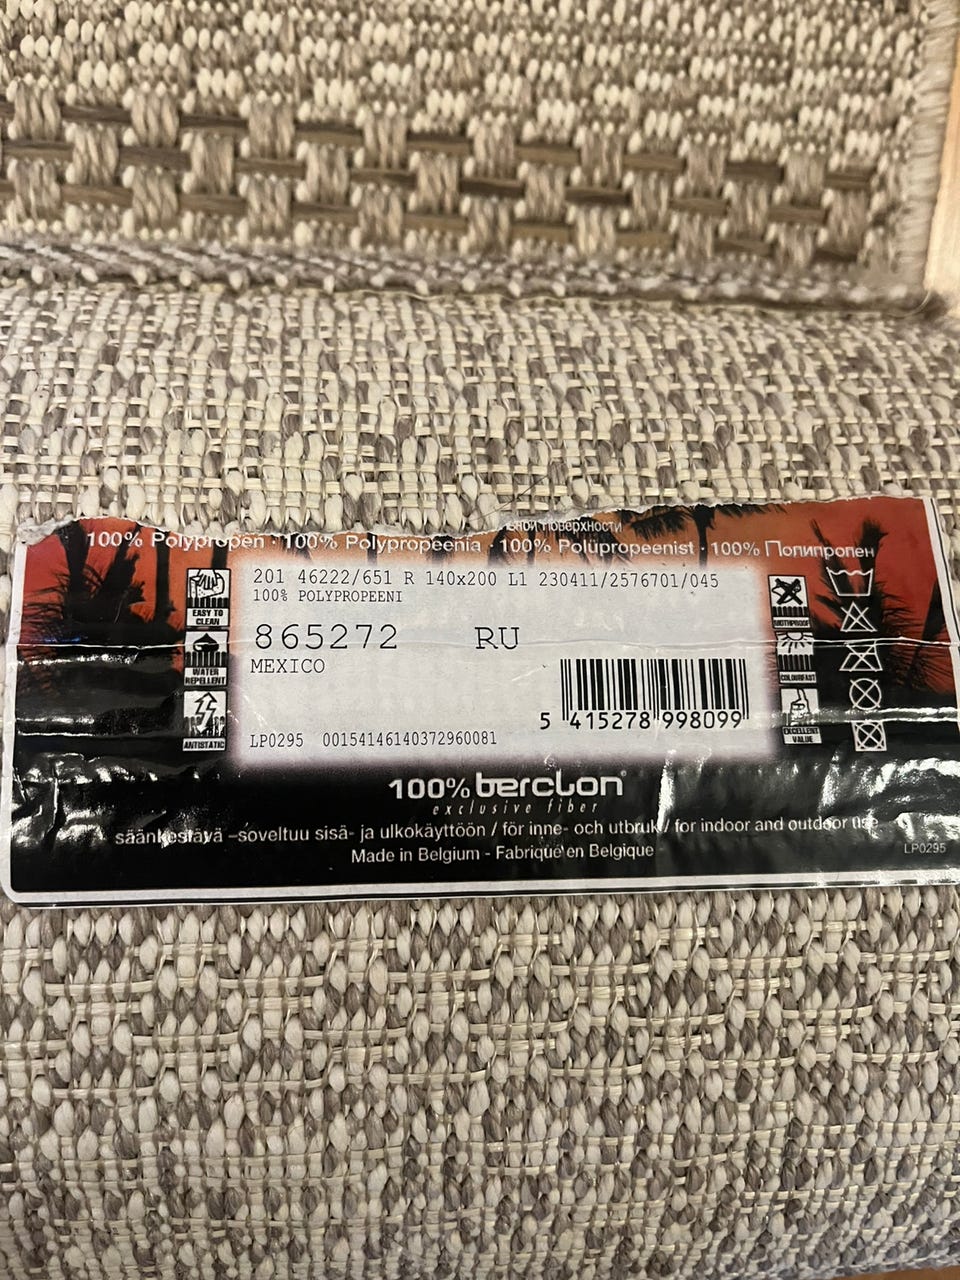 ьной поверхности
100% Polypropen · 100% Polypropeenia · 100% Polüpropeenist · 100% Полипропен
201 46222/651 R 140x200 L1 230411/2576701/045
100% POLYPROPEENI
865272 RU
MEXICO
5 415278 998099
LP0295 00154146140372960081
EASY TO CLEAN
WATER REPELLENT
ANTISTATIC
MOTHPROOF
COLOURFAST
EXCELLENT VALUE
100% berclon®
exclusive fiber
säänkestävä –soveltuu sisä- ja ulkokäyttöön / för inne- och utbruk / for indoor and outdoor use
Made in Belgium - Fabriqué en Belgique
LP0295